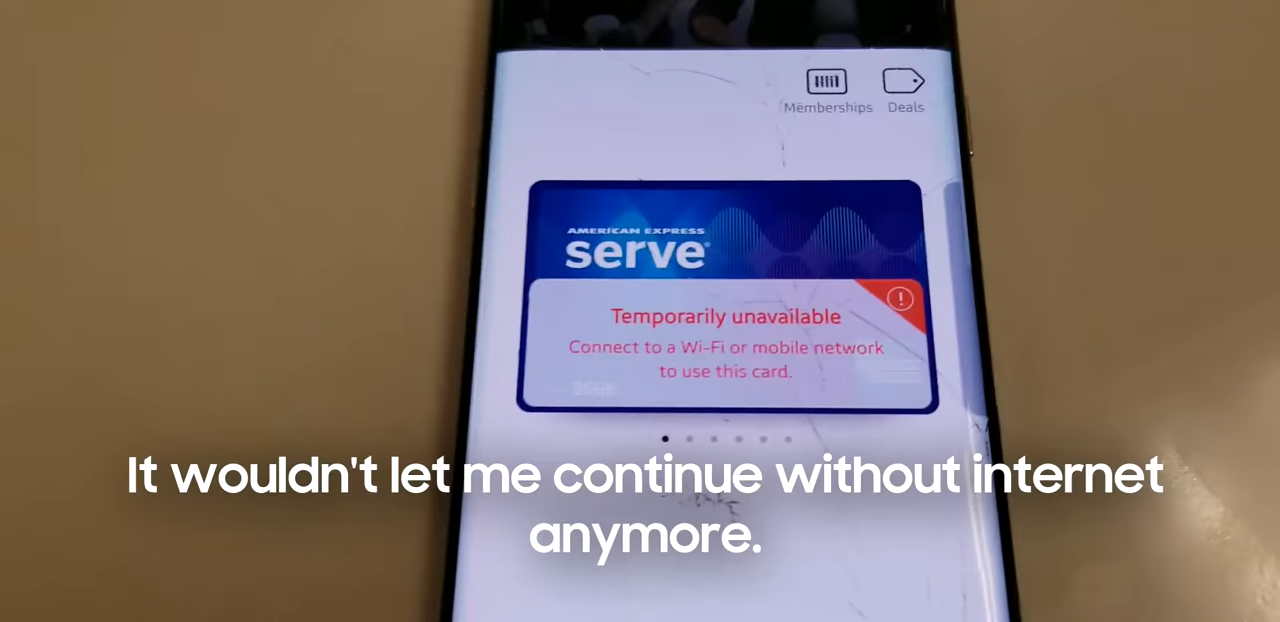 Memberships Deals
AMERICAN EXPRESS
serve®
Temporarily unavailable
Connect to a Wi-Fi or mobile network
to use this card.
It wouldn't let me continue without internet
anymore.